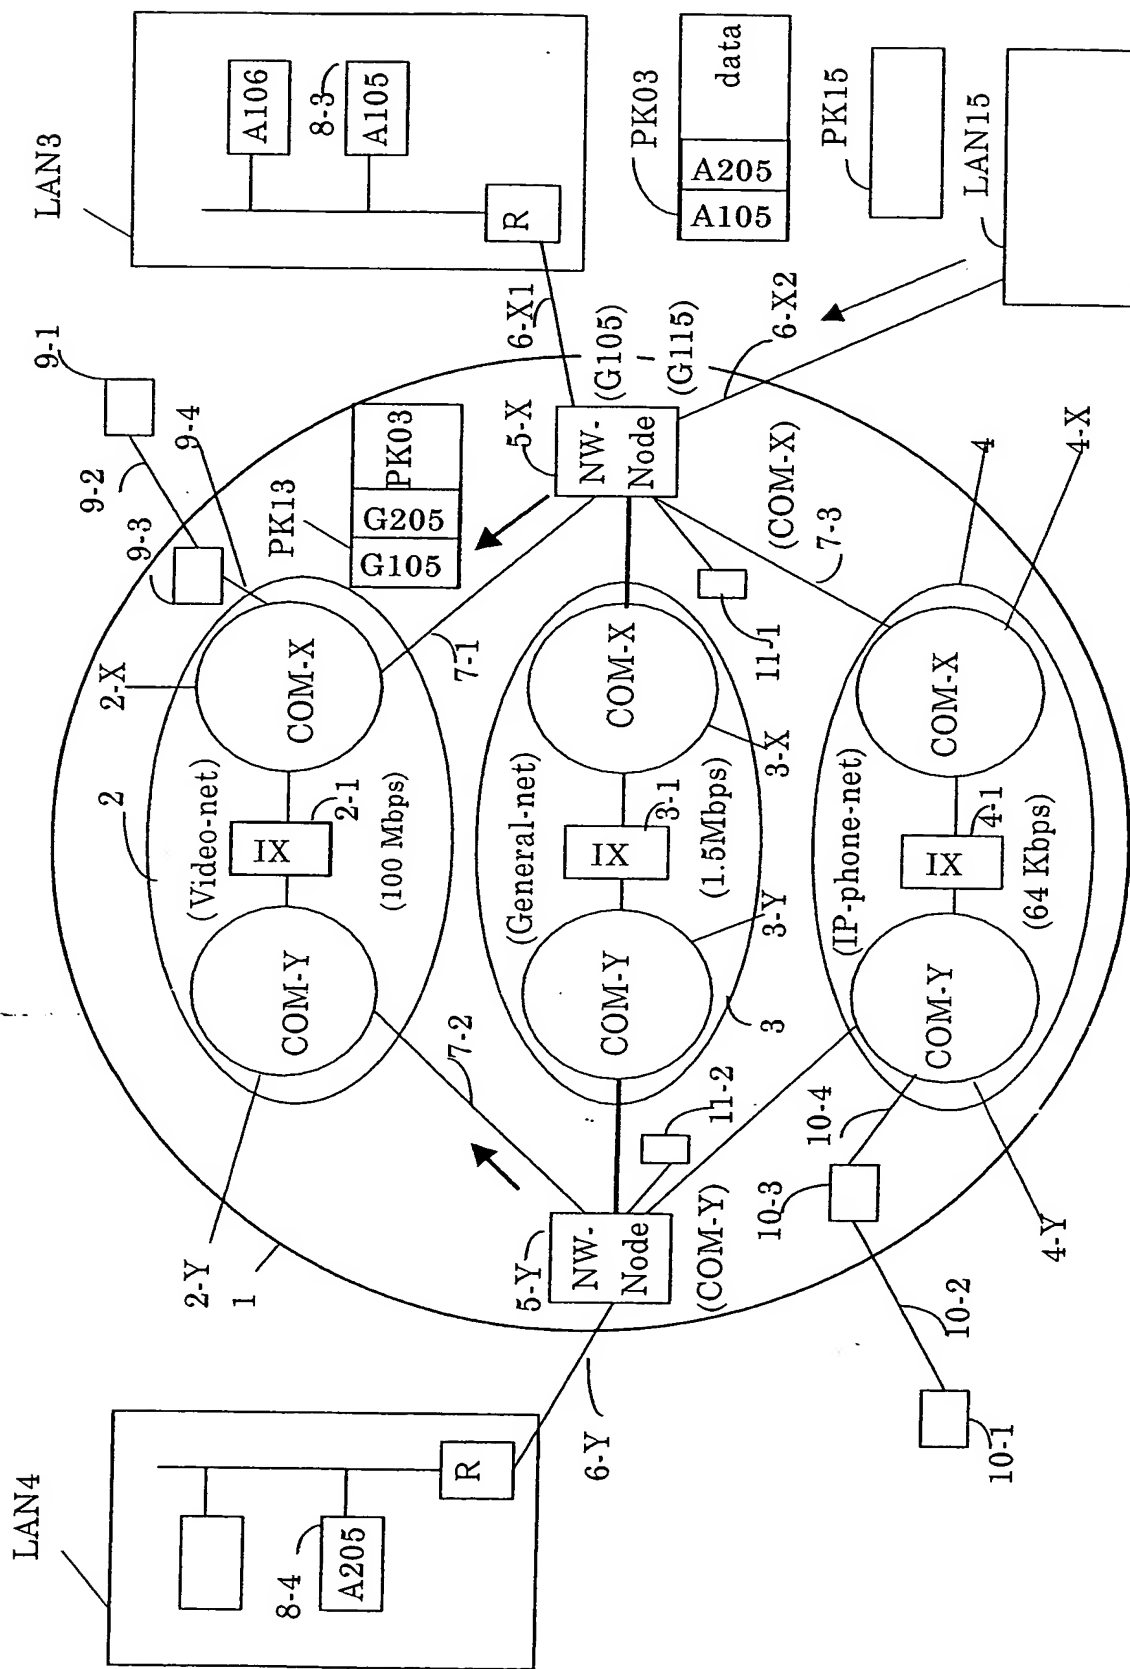 LAN4
8-4
A205
R
6-Y
LAN3
A106
8-3
A105
R
6-X1
PK03
A105
A205
data
PK15
LAN15
6-X2
9-1
9-2
9-3
9-4
PK13
G105
G205
PK03
5-X
NW-
Node
(G105)
(G115)
(COM-X)
7-1
7-3
11-1
1
2
2-X
2-Y
(Video-net)
COM-Y
IX
COM-X
2-1
(100 Mbps)
7-2
(General-net)
COM-Y
IX
COM-X
3-1
(1.5Mbps)
3-Y
3-X
3
11-2
5-Y
NW-
Node
(COM-Y)
(IP-phone-net)
COM-Y
IX
COM-X
4-1
(64 Kbps)
4
4-X
4-Y
10-4
10-3
10-2
10-1